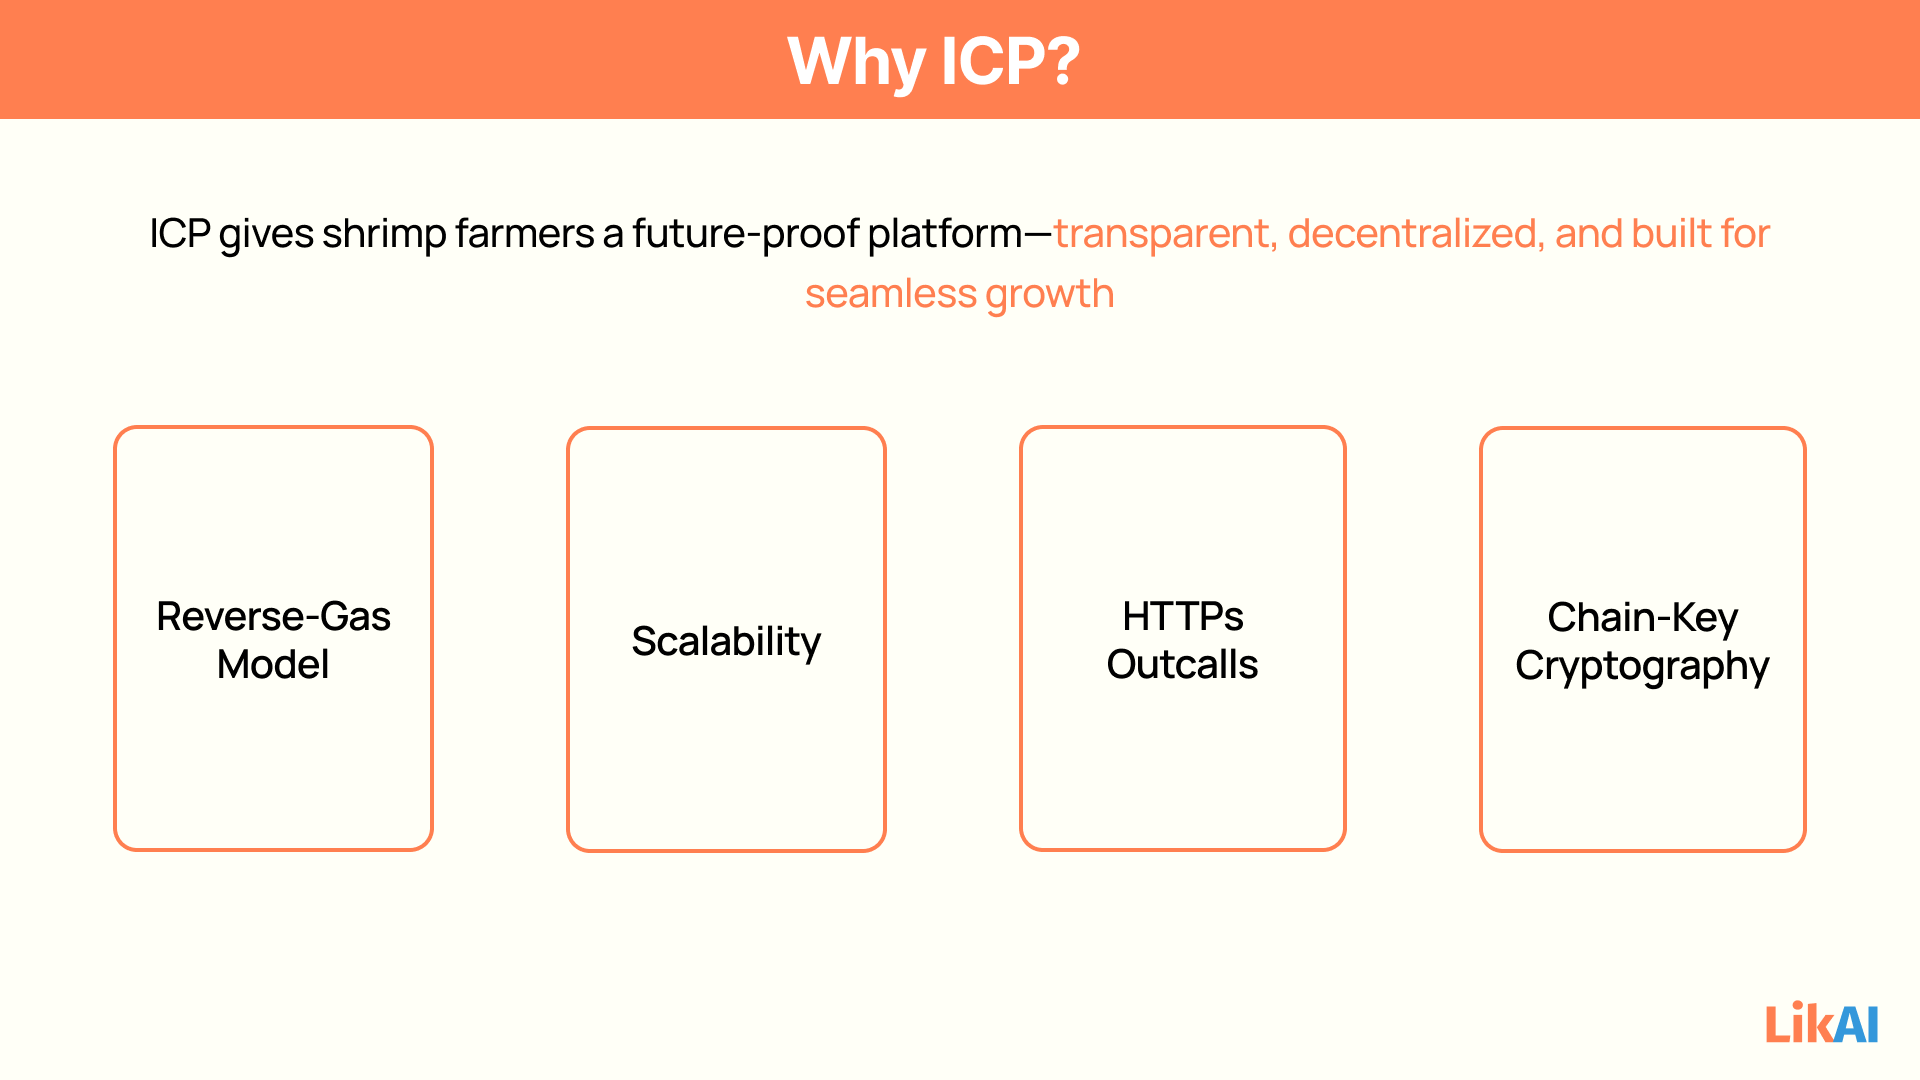 Why ICP?
ICP gives shrimp farmers a future-proof platform—transparent, decentralized, and built for
seamless growth
Reverse-Gas
Model
Scalability
HTTPs
Outcalls
Chain-Key
Cryptography
LikAI